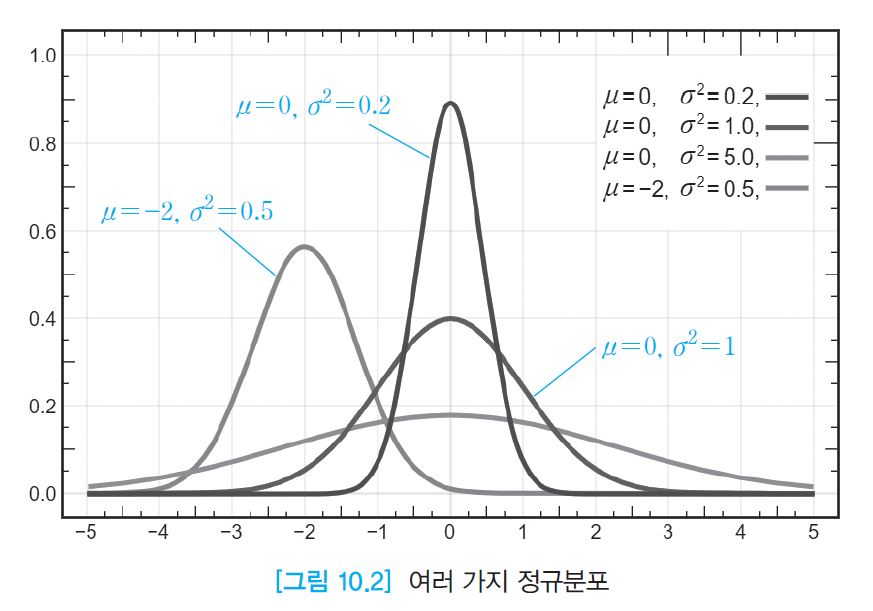 1.0
0.8
0.6
0.4
0.2
0.0
μ=0, σ²=0.2
μ=−2, σ²=0.5
μ=0, σ²=1
μ=0, σ²=0.2,
μ=0, σ²=1.0,
μ=0, σ²=5.0,
μ=−2, σ²=0.5,
−5 −4 −3 −2 −1 0 1 2 3 4 5
[그림 10.2] 여러 가지 정규분포